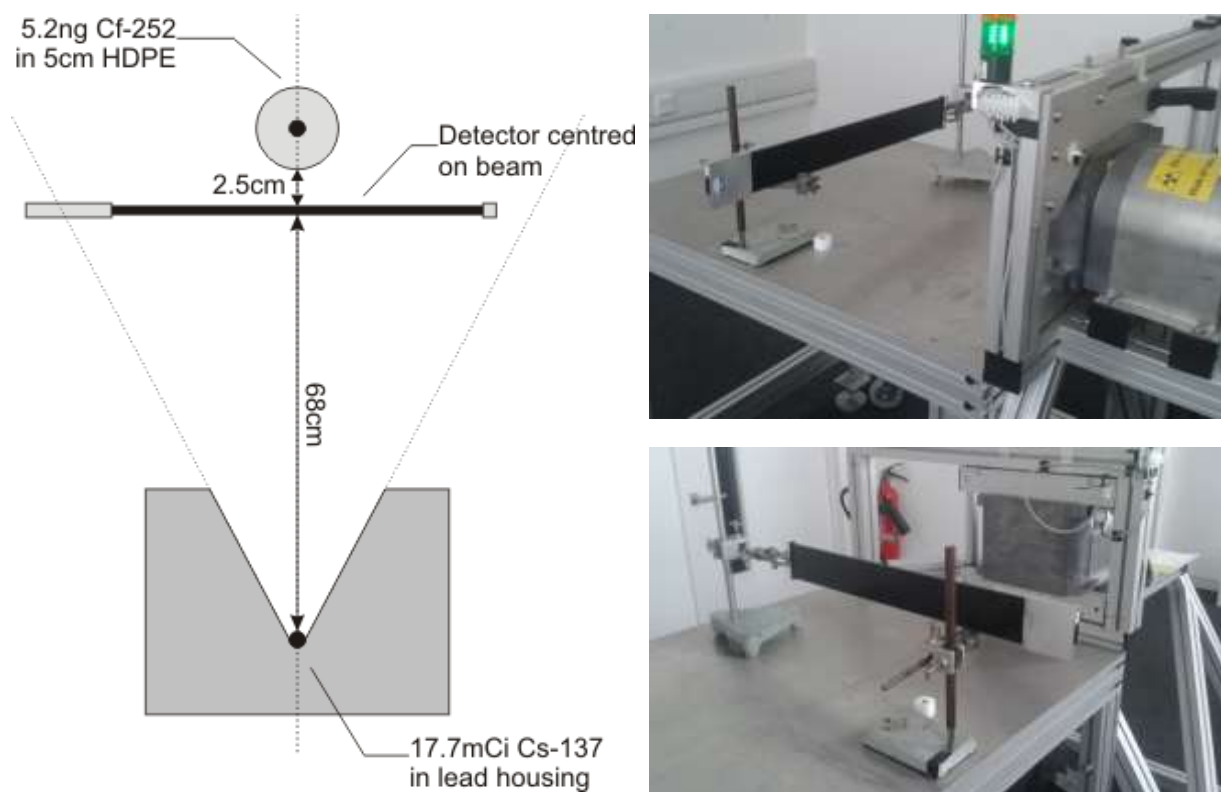 5.2ng Cf-252
in 5cm HDPE
Detector centred
on beam
2.5cm
68cm
17.7mCi Cs-137
in lead housing